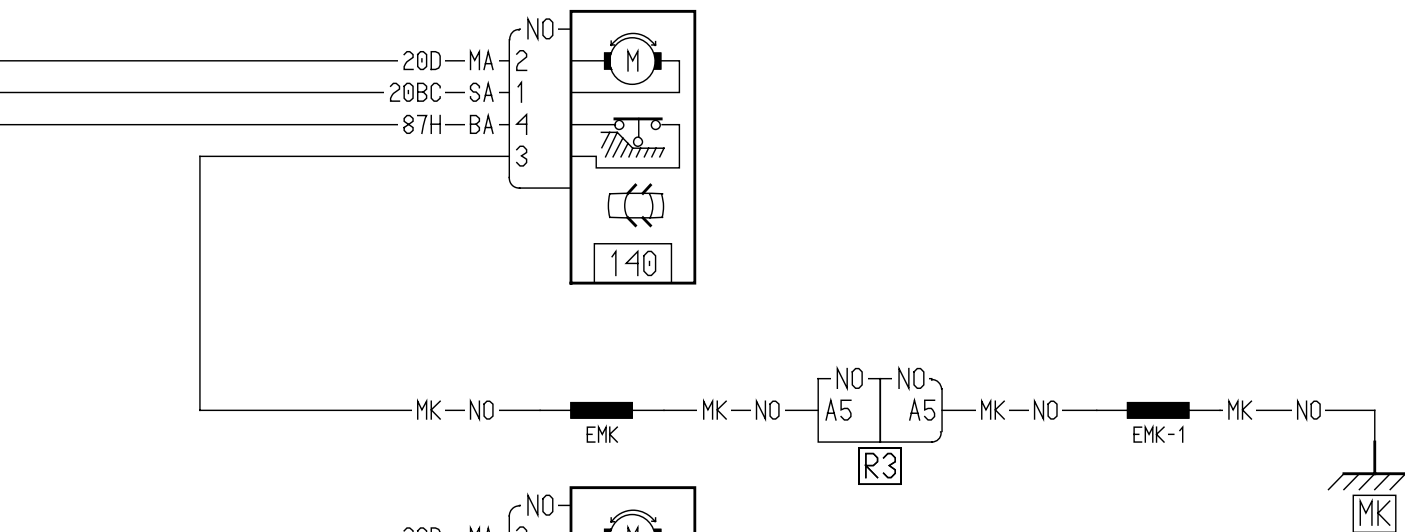 NO
20D MA 2 M
20BC SA 1
87H BA 4
3
140
NO NO
MK NO MK NO A5 A5 MK NO MK NO
EMK EMK-1
R3
NO
MK